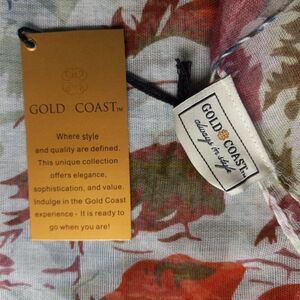 GOLD COAST™
Where style
and quality are defined.
This unique collection
offers elegance,
sophistication, and value.
Indulge in the Gold Coast
experience - It is ready to
go when you are!
GOLD COAST
always in style